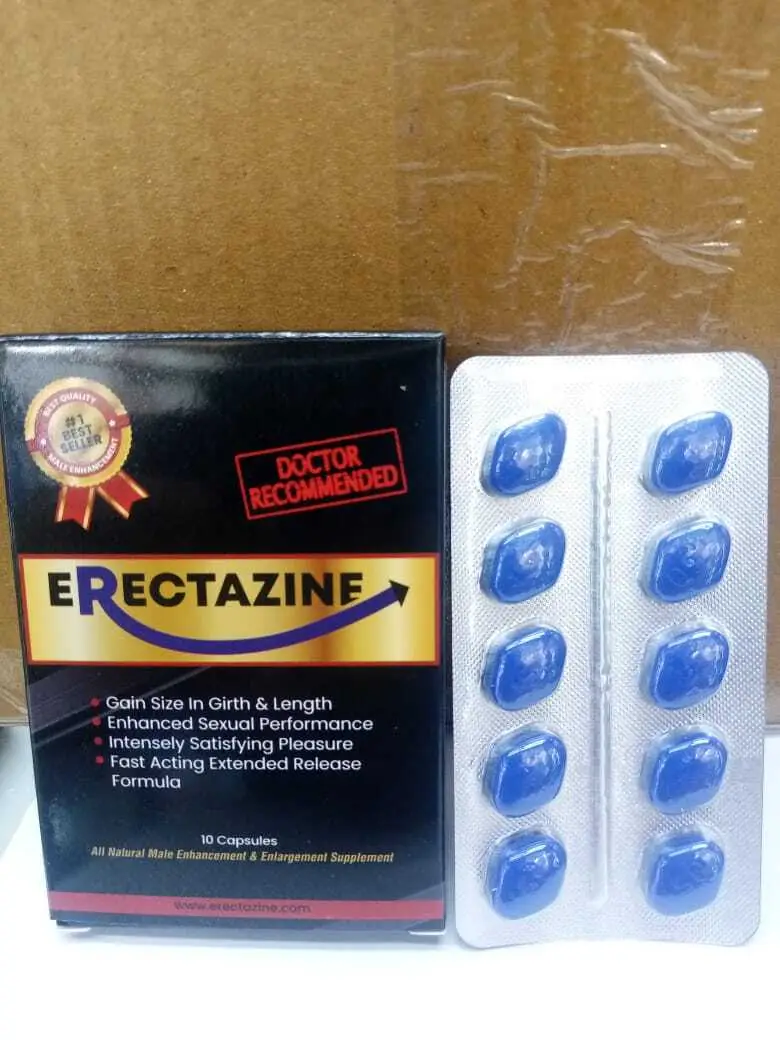 BEST QUALITY
#1
BEST
SELLER
MALE ENHANCEMENT
DOCTOR
RECOMMENDED
ERECTAZINE
Gain Size In Girth & Length
Enhanced Sexual Performance
Intensely Satisfying Pleasure
Fast Acting Extended Release
Formula
10 Capsules
All Natural Male Enhancement & Enlargement Supplement
www.erectazine.com